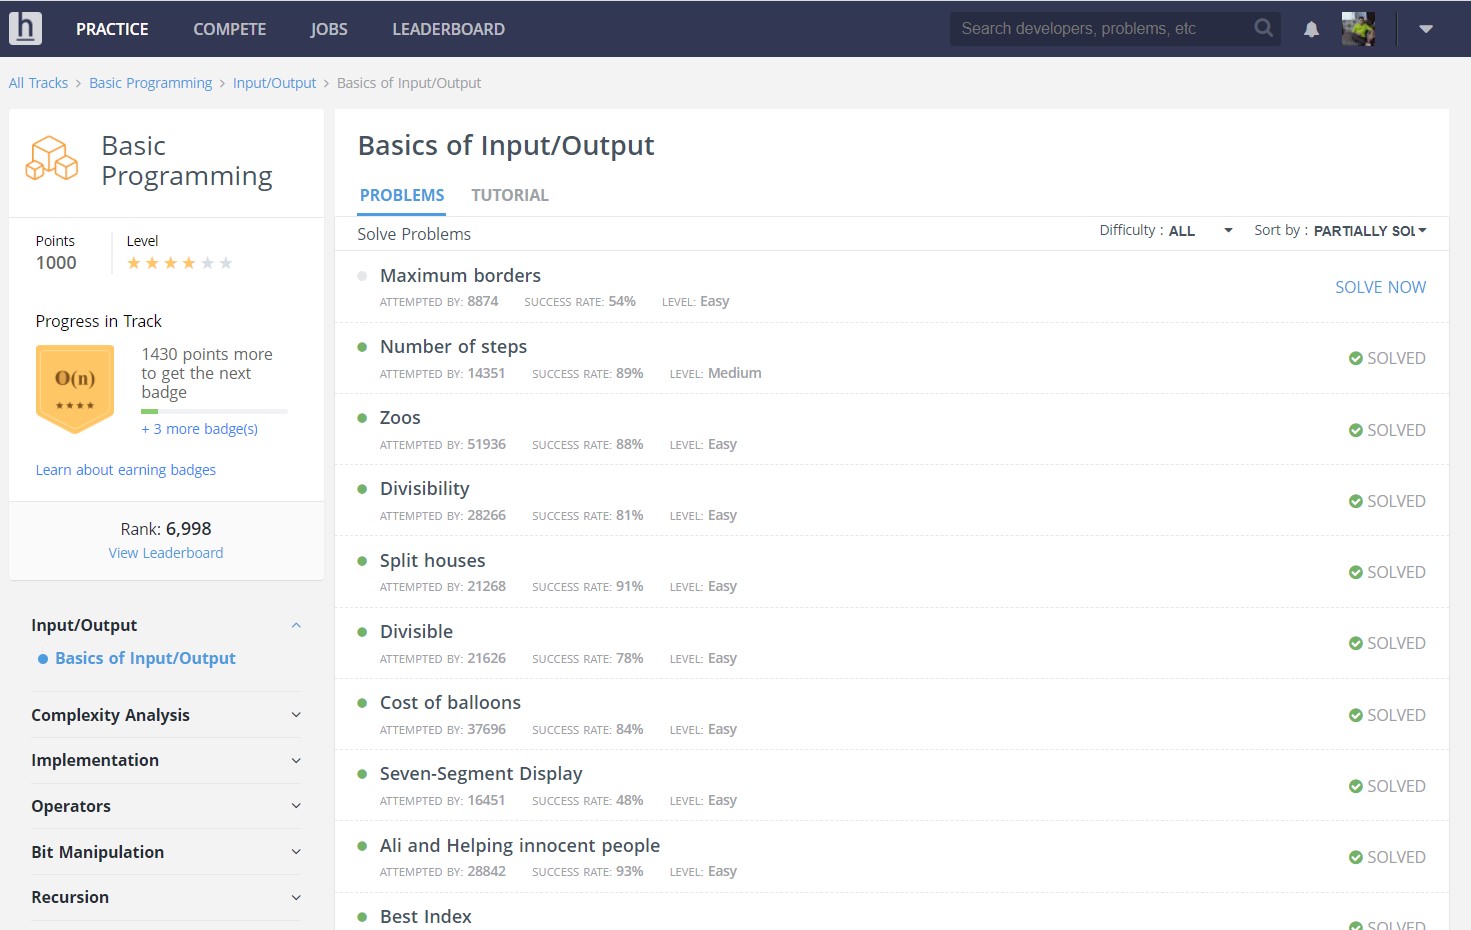 h PRACTICE COMPETE JOBS LEADERBOARD Search developers, problems, etc
All Tracks > Basic Programming > Input/Output > Basics of Input/Output
Basic
Programming
Points
1000
Level
Progress in Track
O(n)
1430 points more
to get the next
badge
+ 3 more badge(s)
Learn about earning badges
Rank: 6,998
View Leaderboard
Input/Output
Basics of Input/Output
Complexity Analysis
Implementation
Operators
Bit Manipulation
Recursion
Basics of Input/Output
PROBLEMS TUTORIAL
Solve Problems Difficulty : ALL Sort by : PARTIALLY SOL
Maximum borders
ATTEMPTED BY: 8874 SUCCESS RATE: 54% LEVEL: Easy
SOLVE NOW
Number of steps
ATTEMPTED BY: 14351 SUCCESS RATE: 89% LEVEL: Medium
SOLVED
Zoos
ATTEMPTED BY: 51936 SUCCESS RATE: 88% LEVEL: Easy
SOLVED
Divisibility
ATTEMPTED BY: 28266 SUCCESS RATE: 81% LEVEL: Easy
SOLVED
Split houses
ATTEMPTED BY: 21268 SUCCESS RATE: 91% LEVEL: Easy
SOLVED
Divisible
ATTEMPTED BY: 21626 SUCCESS RATE: 78% LEVEL: Easy
SOLVED
Cost of balloons
ATTEMPTED BY: 37696 SUCCESS RATE: 84% LEVEL: Easy
SOLVED
Seven-Segment Display
ATTEMPTED BY: 16451 SUCCESS RATE: 48% LEVEL: Easy
SOLVED
Ali and Helping innocent people
ATTEMPTED BY: 28842 SUCCESS RATE: 93% LEVEL: Easy
SOLVED
Best Index
SOLVED